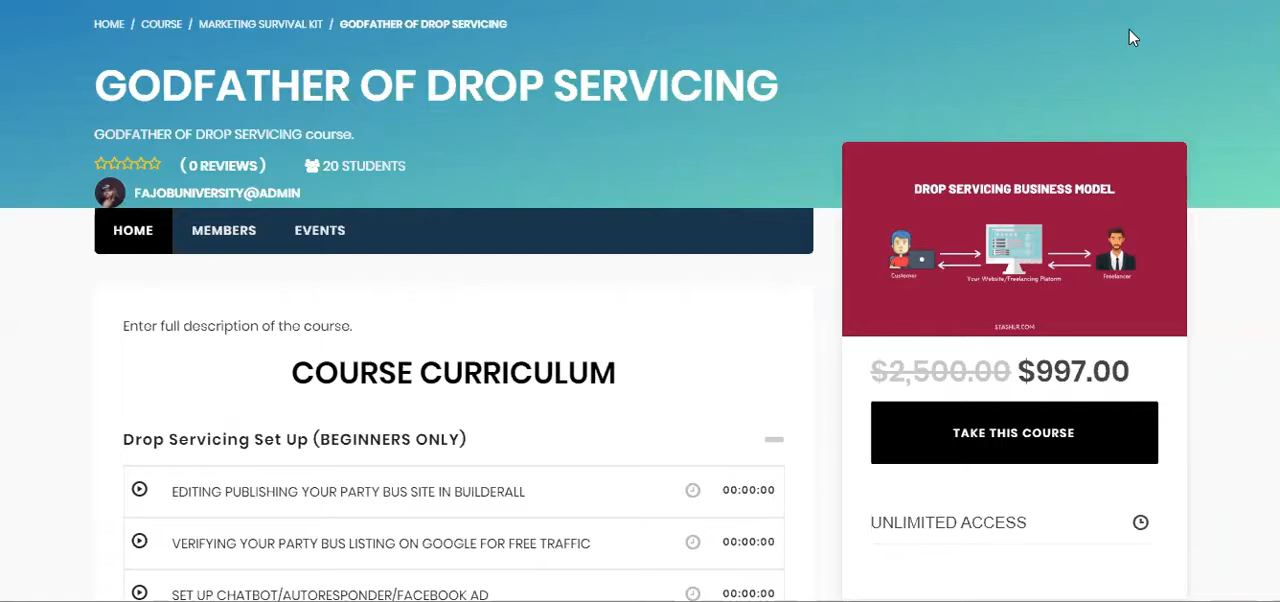 HOME / COURSE / MARKETING SURVIVAL KIT / GODFATHER OF DROP SERVICING
GODFATHER OF DROP SERVICING
GODFATHER OF DROP SERVICING course.
( 0 REVIEWS ) 20 STUDENTS
FAJOBUNIVERSITY@ADMIN
HOME MEMBERS EVENTS
Enter full description of the course.
COURSE CURRICULUM
Drop Servicing Set Up (BEGINNERS ONLY)
EDITING PUBLISHING YOUR PARTY BUS SITE IN BUILDERALL 00:00:00
VERIFYING YOUR PARTY BUS LISTING ON GOOGLE FOR FREE TRAFFIC 00:00:00
SET UP CHATBOT/AUTORESPONDER/FACEBOOK AD 00:00:00
DROP SERVICING BUSINESS MODEL
Customer
Your Website/Freelancing Platform
Freelancer
STASHLR.COM
$2,500.00 $997.00
TAKE THIS COURSE
UNLIMITED ACCESS